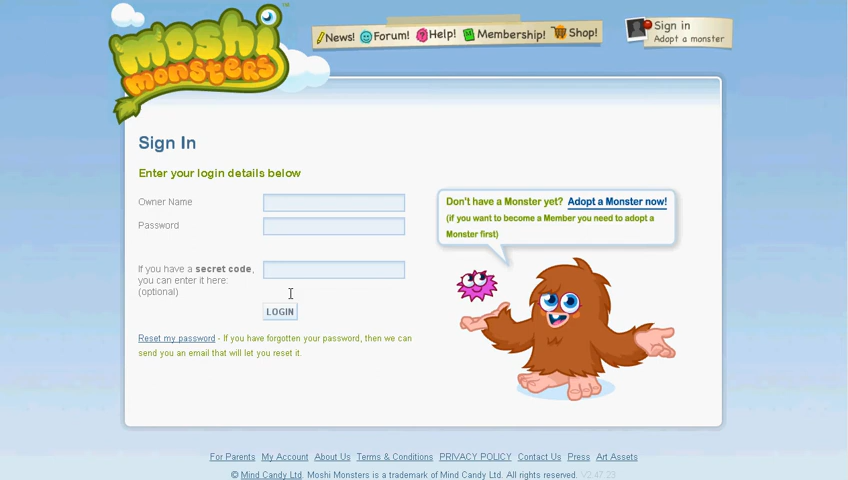 moshi
monsters
TM
News! Forum! Help! Membership! Shop!
Sign in
Adopt a monster
Sign In
Enter your login details below
Owner Name
Password
If you have a secret code,
you can enter it here:
(optional)
LOGIN
Reset my password - If you have forgotten your password, then we can
send you an email that will let you reset it.
Don't have a Monster yet? Adopt a Monster now!
(if you want to become a Member you need to adopt a
Monster first)
For Parents My Account About Us Terms & Conditions PRIVACY POLICY Contact Us Press Art Assets
© Mind Candy Ltd. Moshi Monsters is a trademark of Mind Candy Ltd. All rights reserved. V2.47.23